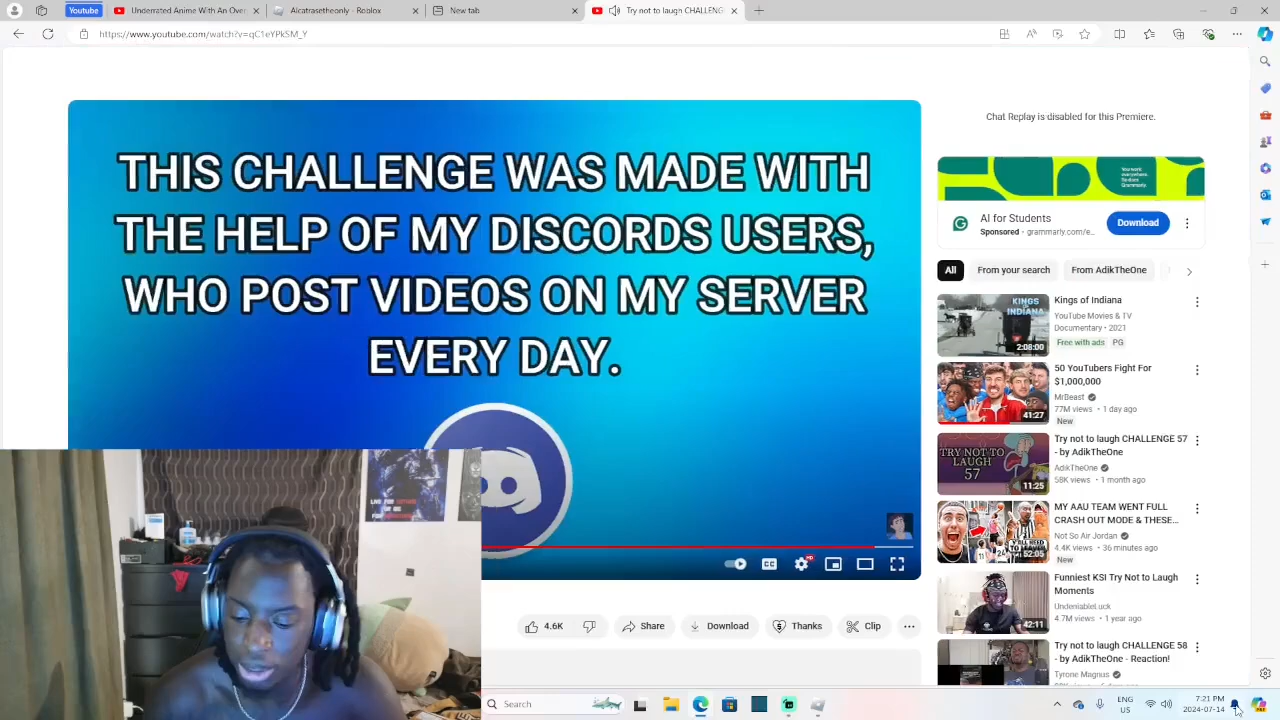 Youtube
Underrated Anime With An Over
Alcatrasetheonly - Roblox
New tab
Try not to laugh CHALLENGE
https://www.youtube.com/watch?v=qC1eYPkSM_Y
THIS CHALLENGE WAS MADE WITH
THE HELP OF MY DISCORDS USERS,
WHO POST VIDEOS ON MY SERVER
EVERY DAY.
4.6K
Share
Download
Thanks
Clip
Chat Replay is disabled for this Premiere.
AI for Students
Sponsored · grammarly.com/e...
Download
All
From your search
From AdikTheOne
KINGS OF INDIANA
2:08:00
Kings of Indiana
YouTube Movies & TV
Documentary • 2021
Free with ads
PG
41:27
50 YouTubers Fight For
$1,000,000
MrBeast
77M views • 1 day ago
New
TRY NOT TO
LAUGH
57
11:25
Try not to laugh CHALLENGE 57
- by AdikTheOne
AdikTheOne
58K views • 1 month ago
52:05
MY AAU TEAM WENT FULL
CRASH OUT MODE & THESE...
Not So Air Jordan
4.4K views • 36 minutes ago
New
42:11
Funniest KSI Try Not to Laugh
Moments
UndeniableLuck
4.7M views • 1 year ago
Try not to laugh CHALLENGE 58
- by AdikTheOne - Reaction!
Tyrone Magnus
Search
ENG
US
7:21 PM
2024-07-14